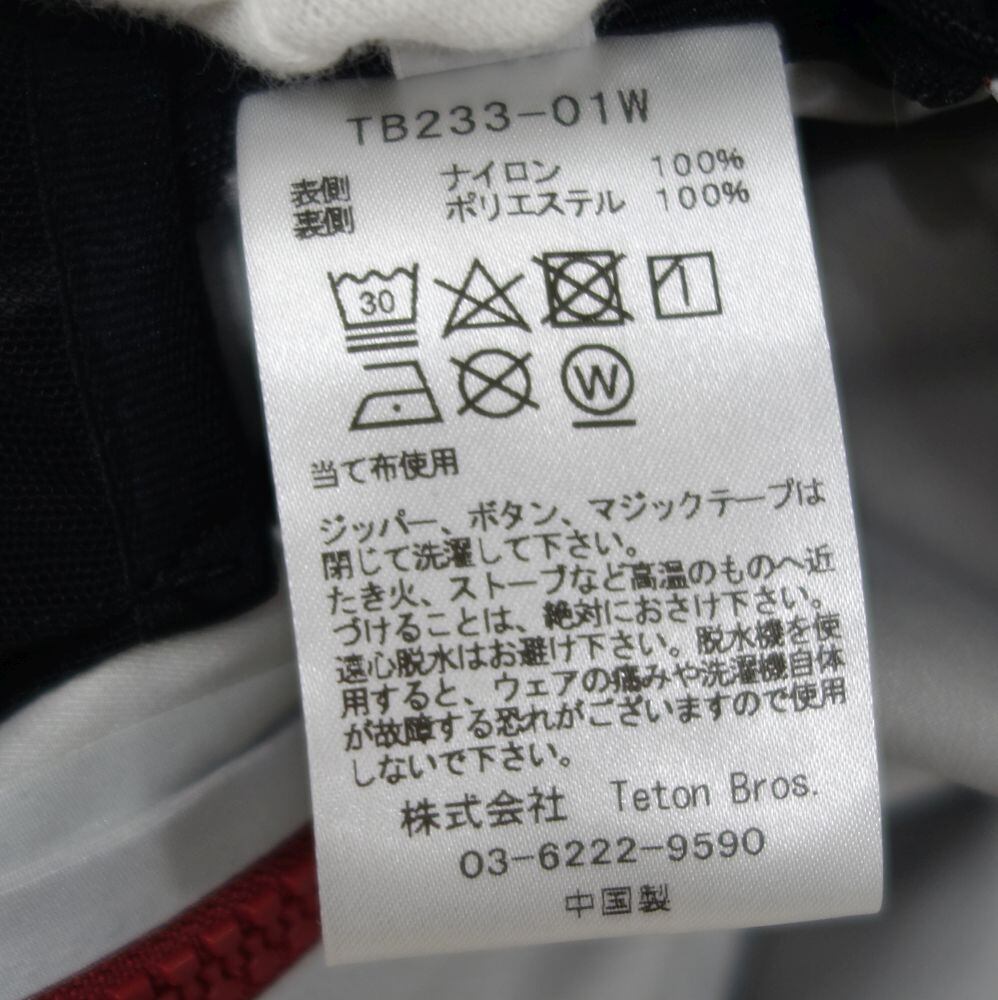 TB233-01W
表側 ナイロン 100%
裏側 ポリエステル 100%
30
W
当て布使用
ジッパー、ボタン、マジックテープは
閉じて洗濯して下さい。
たき火、ストーブなど高温のものへ近
づけることは、絶対におさけ下さい。
遠心脱水はお避け下さい。脱水機を使
用すると、ウェアの痛みや洗濯機自体
が故障する恐れがございますので使用
しないで下さい。
株式会社 Teton Bros.
03-6222-9590
中国製